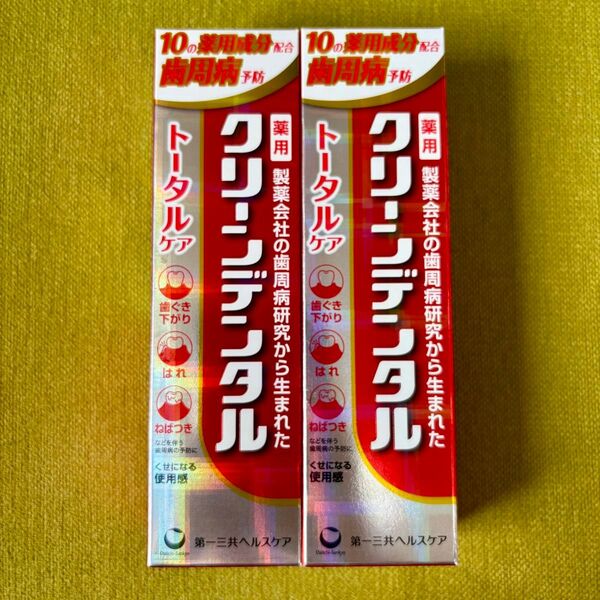 10の薬用成分配合
歯周病予防
薬用
クリーンデンタル
製薬会社の歯周病研究から生まれた
トータルケア
歯ぐき
下がり
はれ
ねばつき
などを伴う
歯周病の予防に
くせになる
使用感
Daiichi-Sankyo
第一三共ヘルスケア
10の薬用成分配合
歯周病予防
薬用
クリーンデンタル
製薬会社の歯周病研究から生まれた
トータルケア
歯ぐき
下がり
はれ
ねばつき
などを伴う
歯周病の予防に
くせになる
使用感
Daiichi-Sankyo
第一三共ヘルスケア